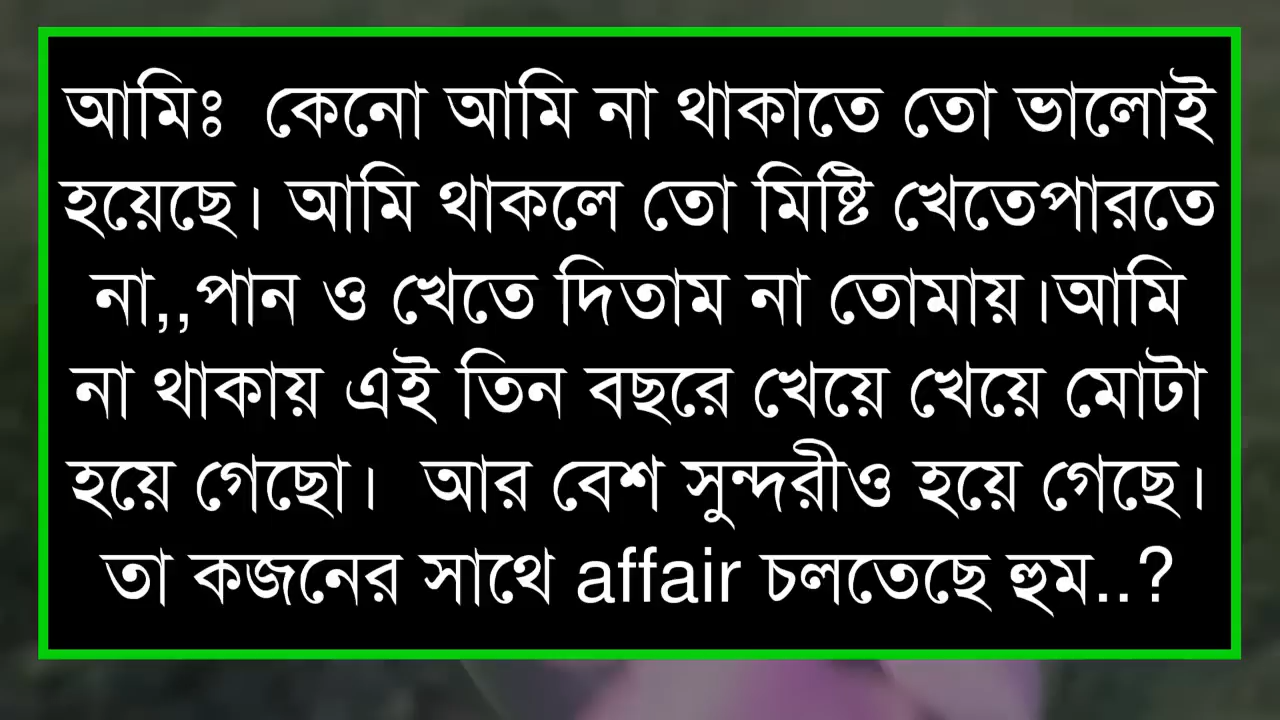 আমিঃ কেনো আমি না থাকাতে তো ভালোই
হয়েছে। আমি থাকলে তো মিষ্টি খেতেপারতে
না,,পান ও খেতে দিতাম না তোমায়।আমি
না থাকায় এই তিন বছরে খেয়ে খেয়ে মোটা
হয়ে গেছো। আর বেশ সুন্দরীও হয়ে গেছে।
তা কজনের সাথে affair চলতেছে হুম..?